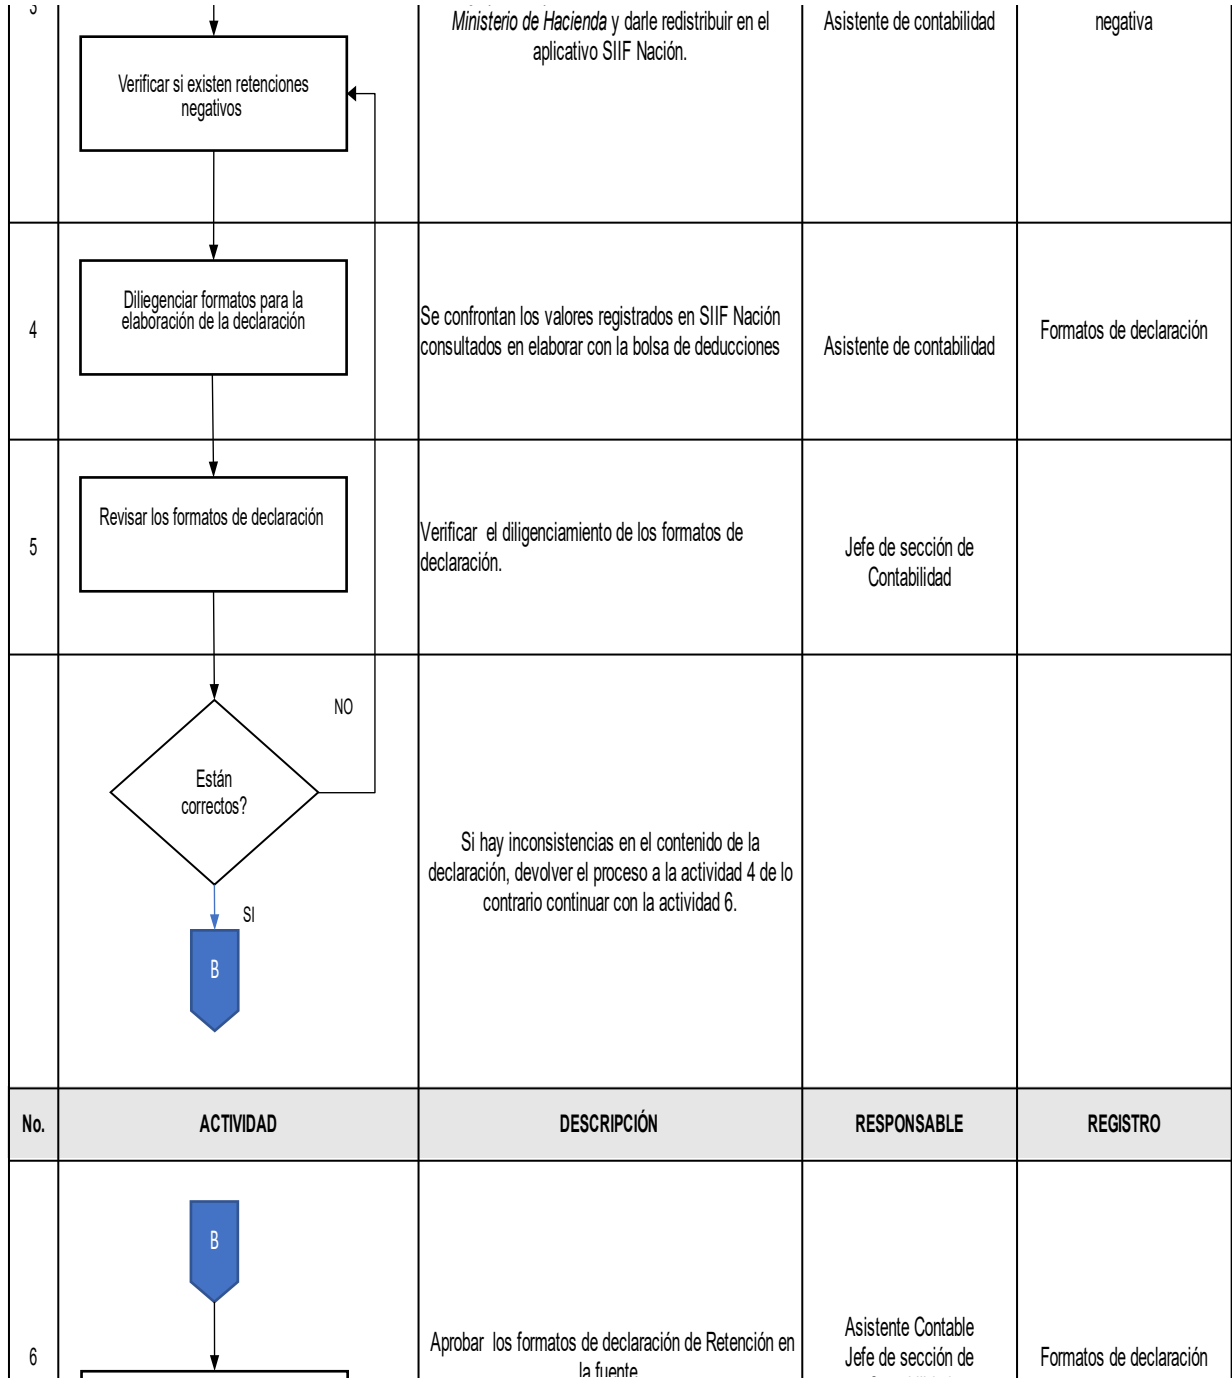 3
Ministerio de Hacienda y darle redistribuir en el
aplicativo SIIF Nación.
Asistente de contabilidad
negativa
Verificar si existen retenciones
negativos
4
Diliegenciar formatos para la
elaboración de la declaración
Se confrontan los valores registrados en SIIF Nación
consultados en elaborar con la bolsa de deducciones
Asistente de contabilidad
Formatos de declaración
5
Revisar los formatos de declaración
Verificar el diligenciamiento de los formatos de
declaración.
Jefe de sección de
Contabilidad
NO
Están
correctos?
SI
B
Si hay inconsistencias en el contenido de la
declaración, devolver el proceso a la actividad 4 de lo
contrario continuar con la actividad 6.
No.
ACTIVIDAD
DESCRIPCIÓN
RESPONSABLE
REGISTRO
B
6
Aprobar los formatos de declaración de Retención en
la fuente
Asistente Contable
Jefe de sección de
Formatos de declaración